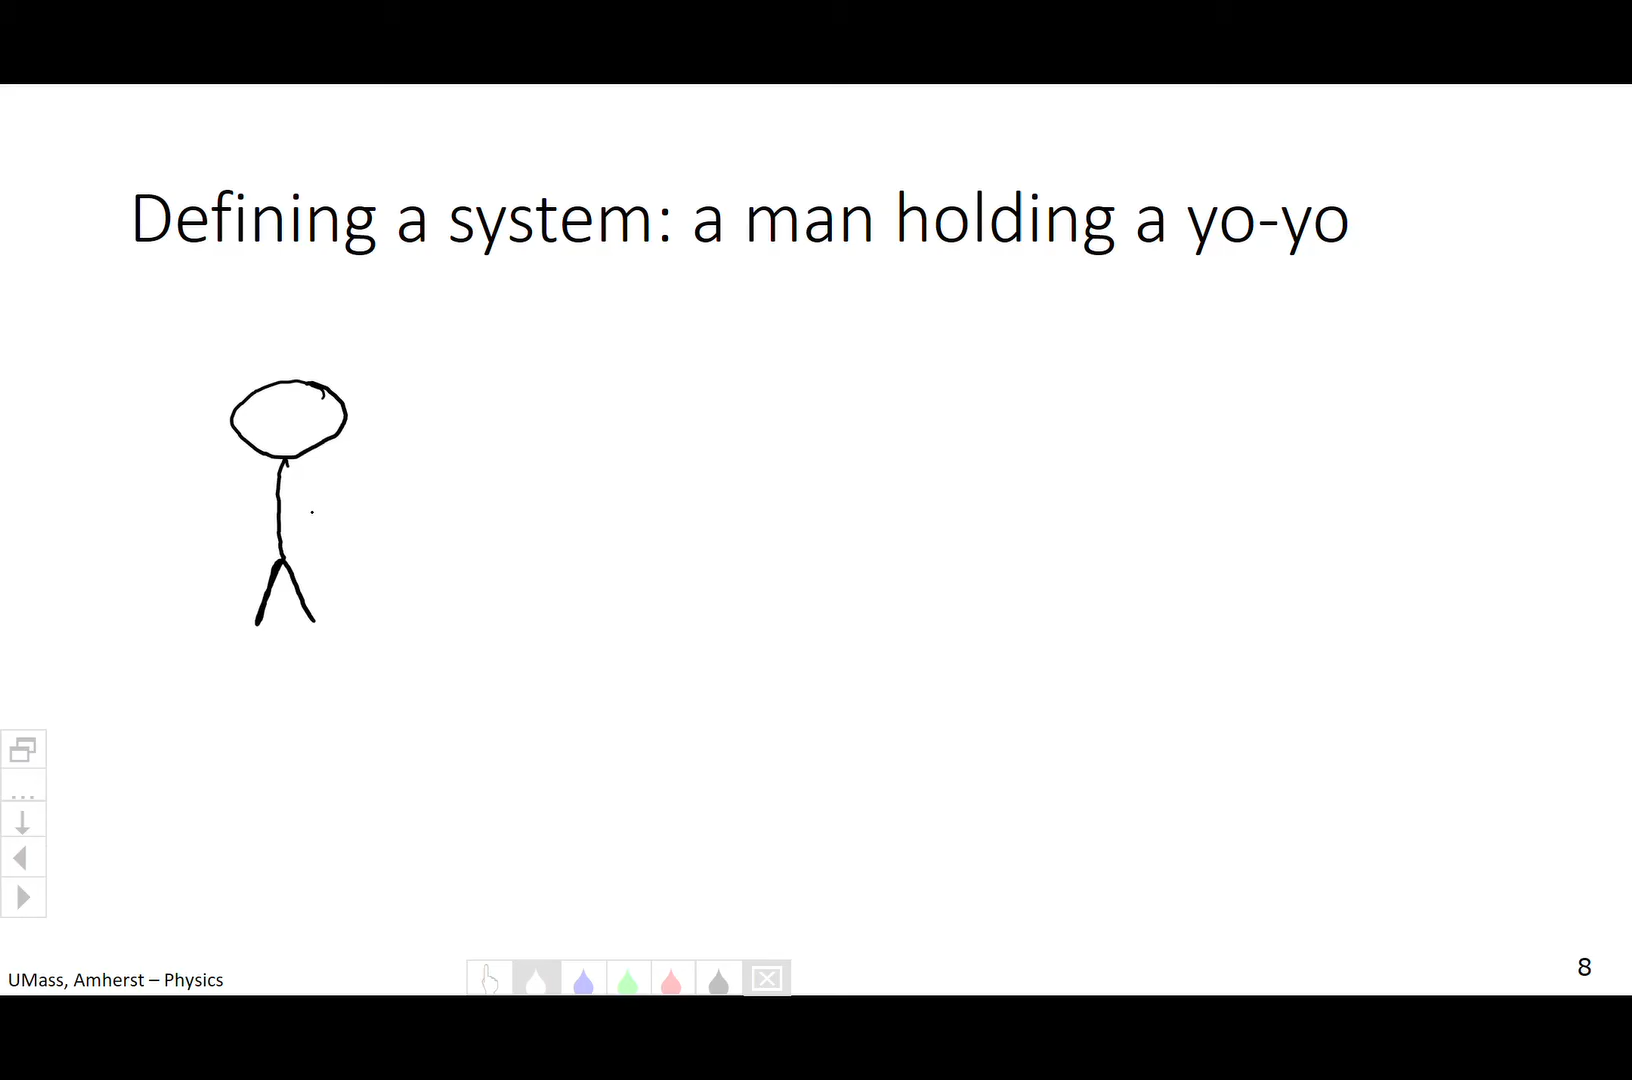 Defining a system: a man holding a yo-yo
...
UMass, Amherst – Physics
8